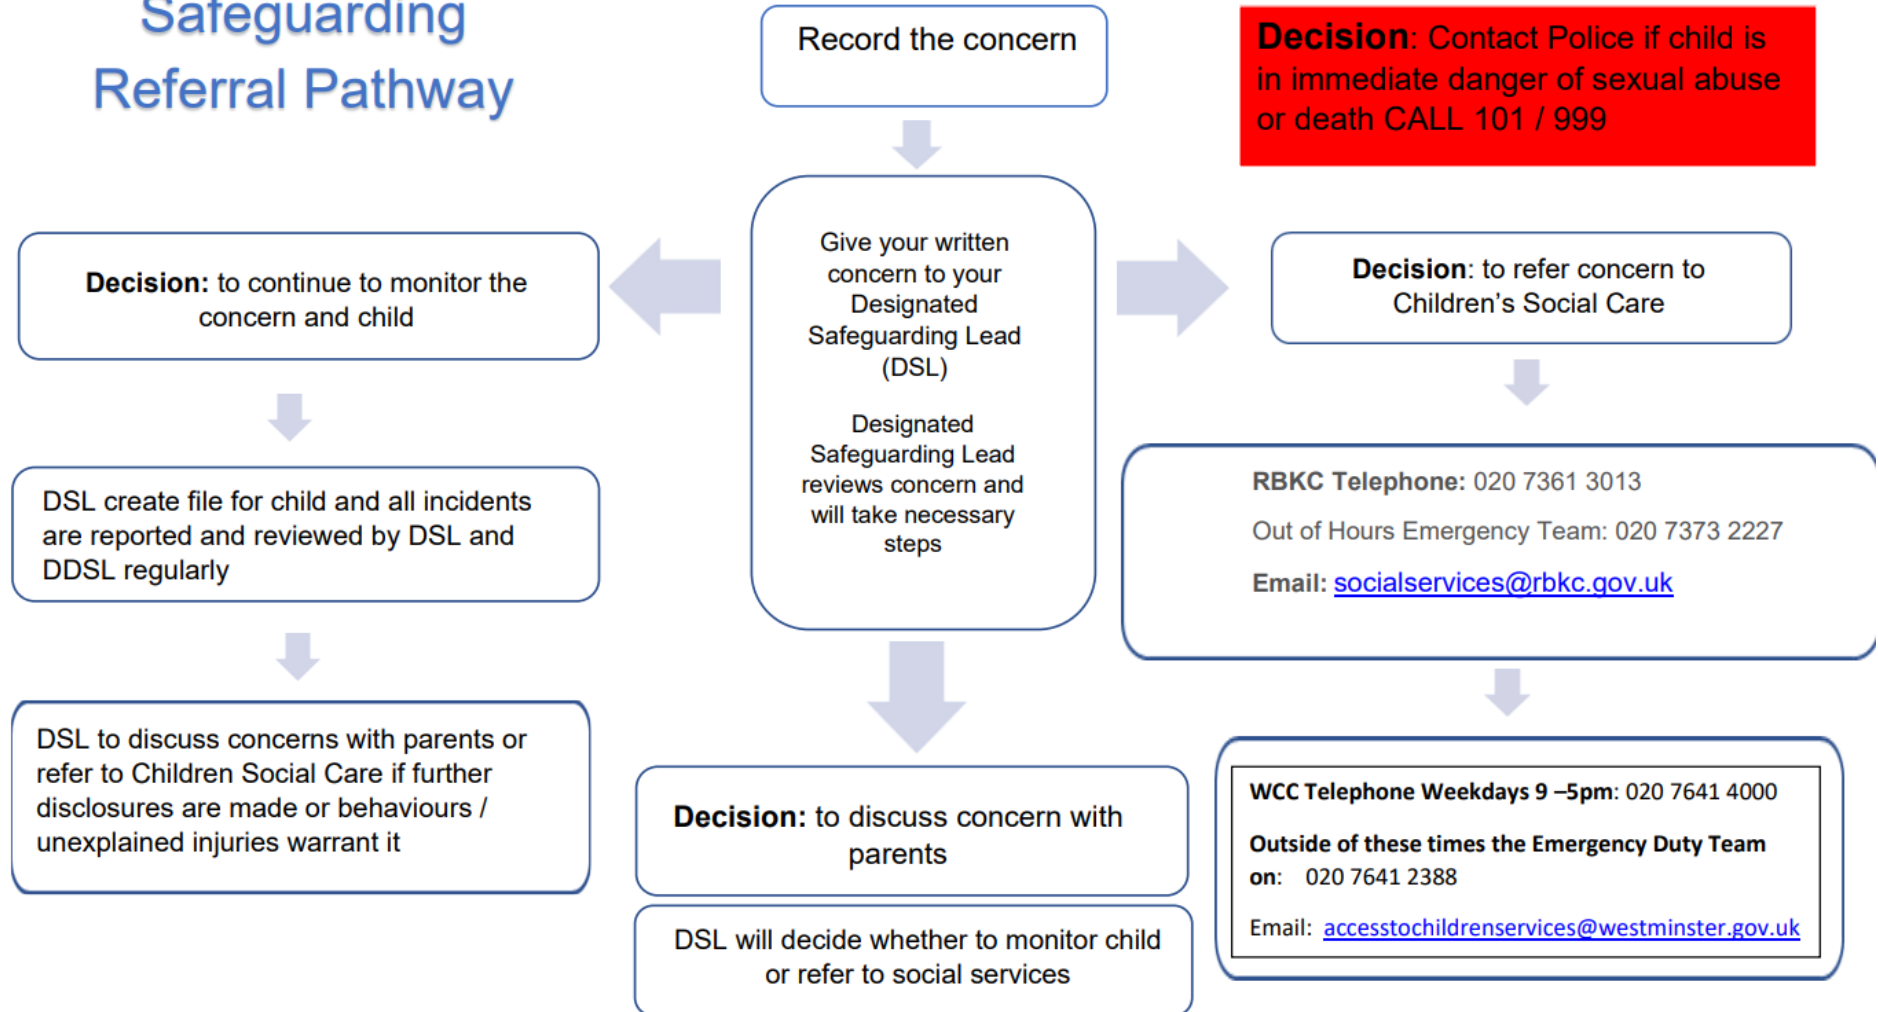 Safeguarding
Referral Pathway
Record the concern
Decision: Contact Police if child is
in immediate danger of sexual abuse
or death CALL 101 / 999
Give your written
concern to your
Designated
Safeguarding Lead
(DSL)
Designated
Safeguarding Lead
reviews concern and
will take necessary
steps
Decision: to continue to monitor the
concern and child
DSL create file for child and all incidents
are reported and reviewed by DSL and
DDSL regularly
DSL to discuss concerns with parents or
refer to Children Social Care if further
disclosures are made or behaviours /
unexplained injuries warrant it
Decision: to discuss concern with
parents
DSL will decide whether to monitor child
or refer to social services
Decision: to refer concern to
Children's Social Care
RBKC Telephone: 020 7361 3013
Out of Hours Emergency Team: 020 7373 2227
Email: socialservices@rbkc.gov.uk
WCC Telephone Weekdays 9 –5pm: 020 7641 4000
Outside of these times the Emergency Duty Team
on: 020 7641 2388
Email: accesstochildrenservices@westminster.gov.uk